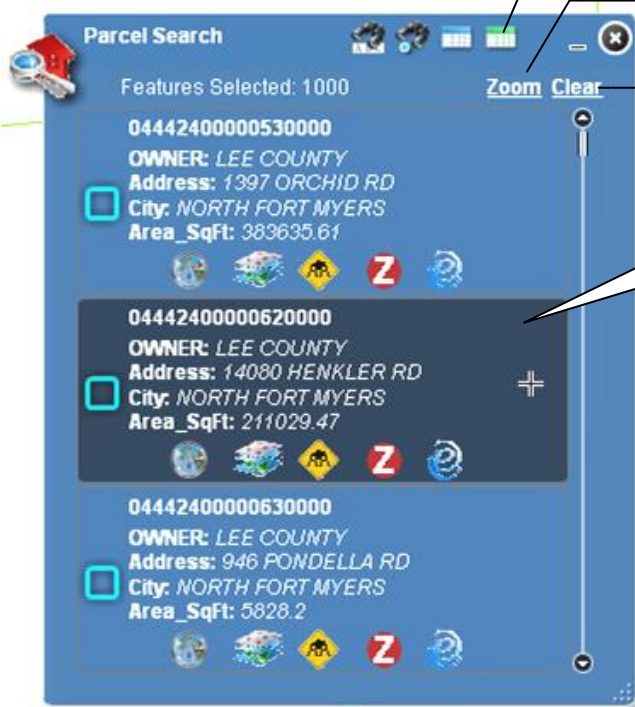 Parcel Search
Features Selected: 1000 Zoom Clear
04442400000530000
OWNER: LEE COUNTY
Address: 1397 ORCHID RD
City: NORTH FORT MYERS
Area_SqFt: 383635.61
Z
04442400000620000
OWNER: LEE COUNTY
Address: 14080 HENKLER RD
City: NORTH FORT MYERS
Area_SqFt: 211029.47
Z
04442400000630000
OWNER: LEE COUNTY
Address: 946 PONDELLA RD
City: NORTH FORT MYERS
Area_SqFt: 5828.2
Z